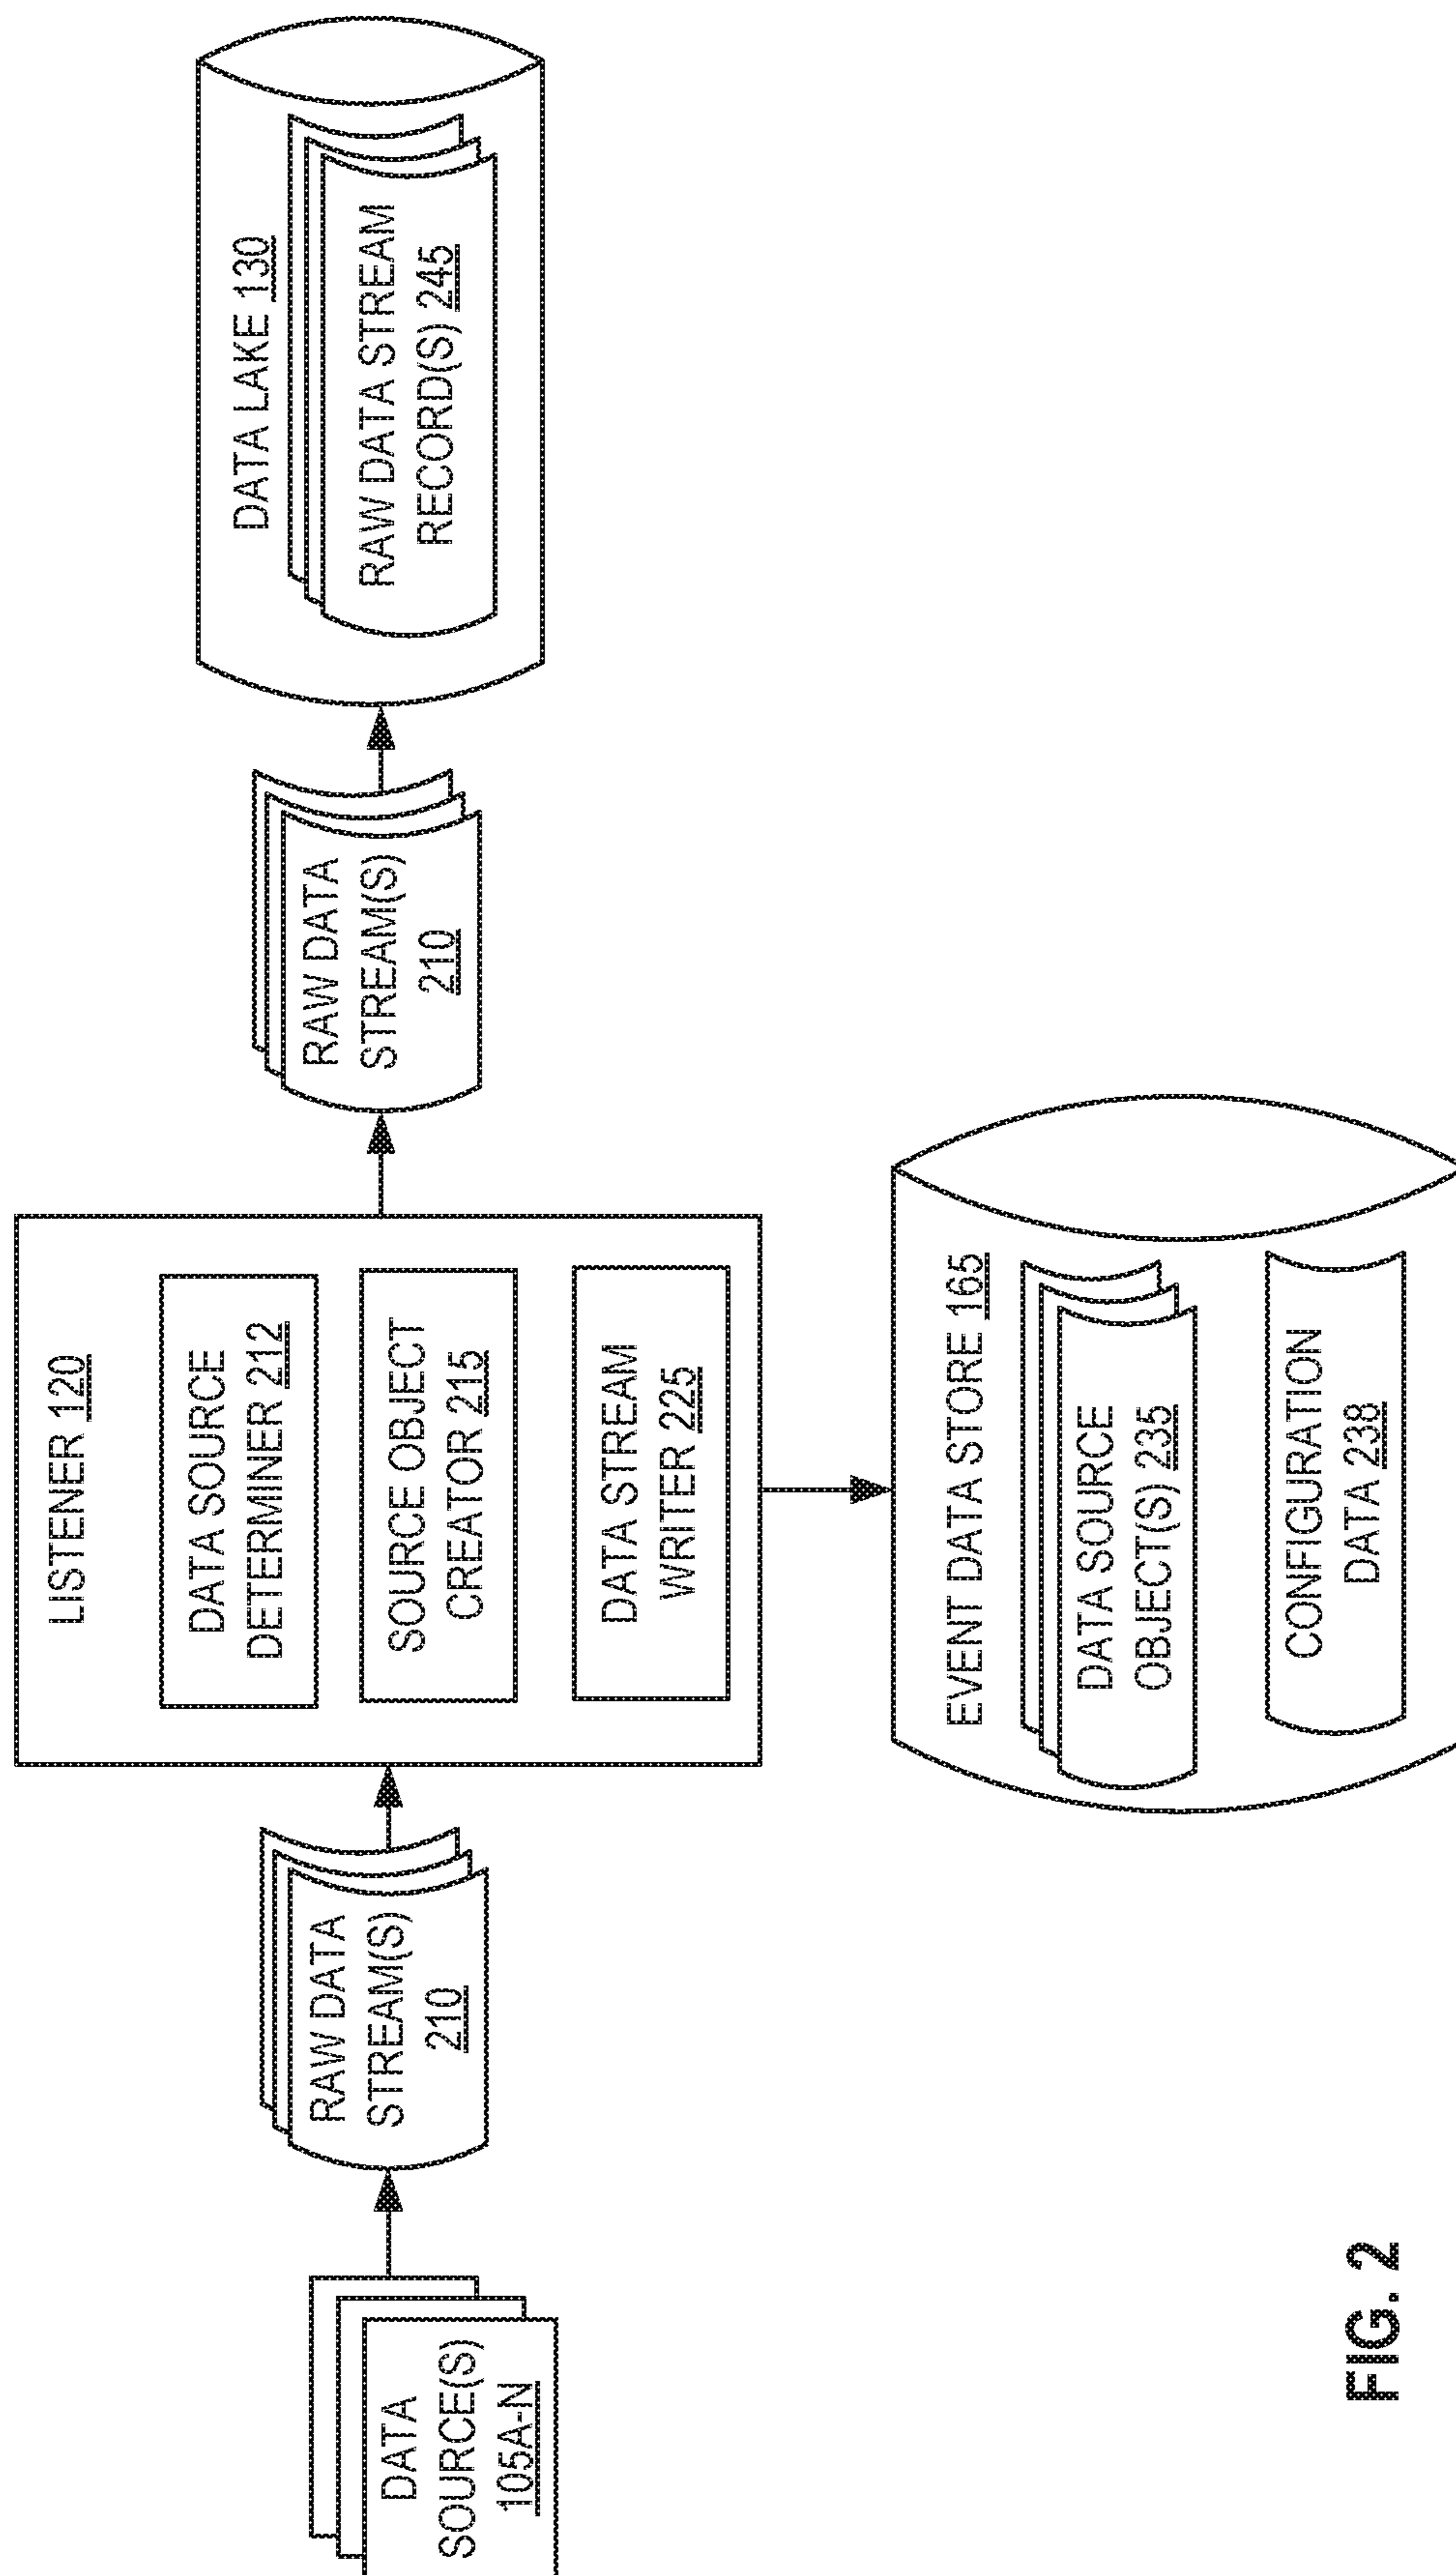 DATA
SOURCE(S)
105A-N
RAW DATA
STREAM(S)
210
LISTENER 120
DATA SOURCE
DETERMINER 212
SOURCE OBJECT
CREATOR 215
DATA STREAM
WRITER 225
RAW DATA
STREAM(S)
210
DATA LAKE 130
RAW DATA STREAM
RECORD(S) 245
EVENT DATA STORE 165
DATA SOURCE
OBJECT(S) 235
CONFIGURATION
DATA 238
FIG. 2